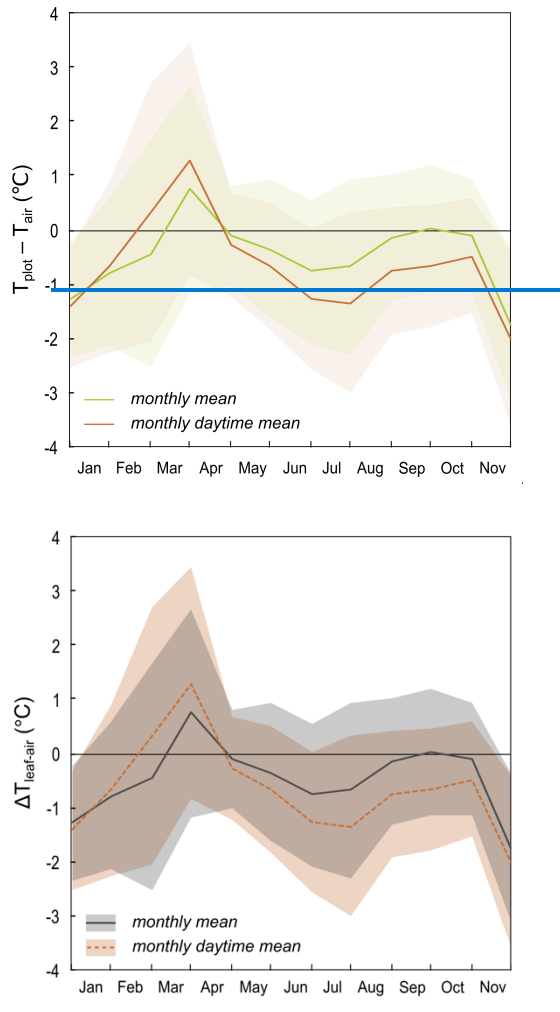 4
3
2
1
0
-1
-2
-3
-4
Tplot – Tair (°C)
monthly mean
monthly daytime mean
Jan Feb Mar Apr May Jun Jul Aug Sep Oct Nov
4
3
2
1
0
-1
-2
-3
-4
ΔTleaf-air (°C)
monthly mean
monthly daytime mean
Jan Feb Mar Apr May Jun Jul Aug Sep Oct Nov